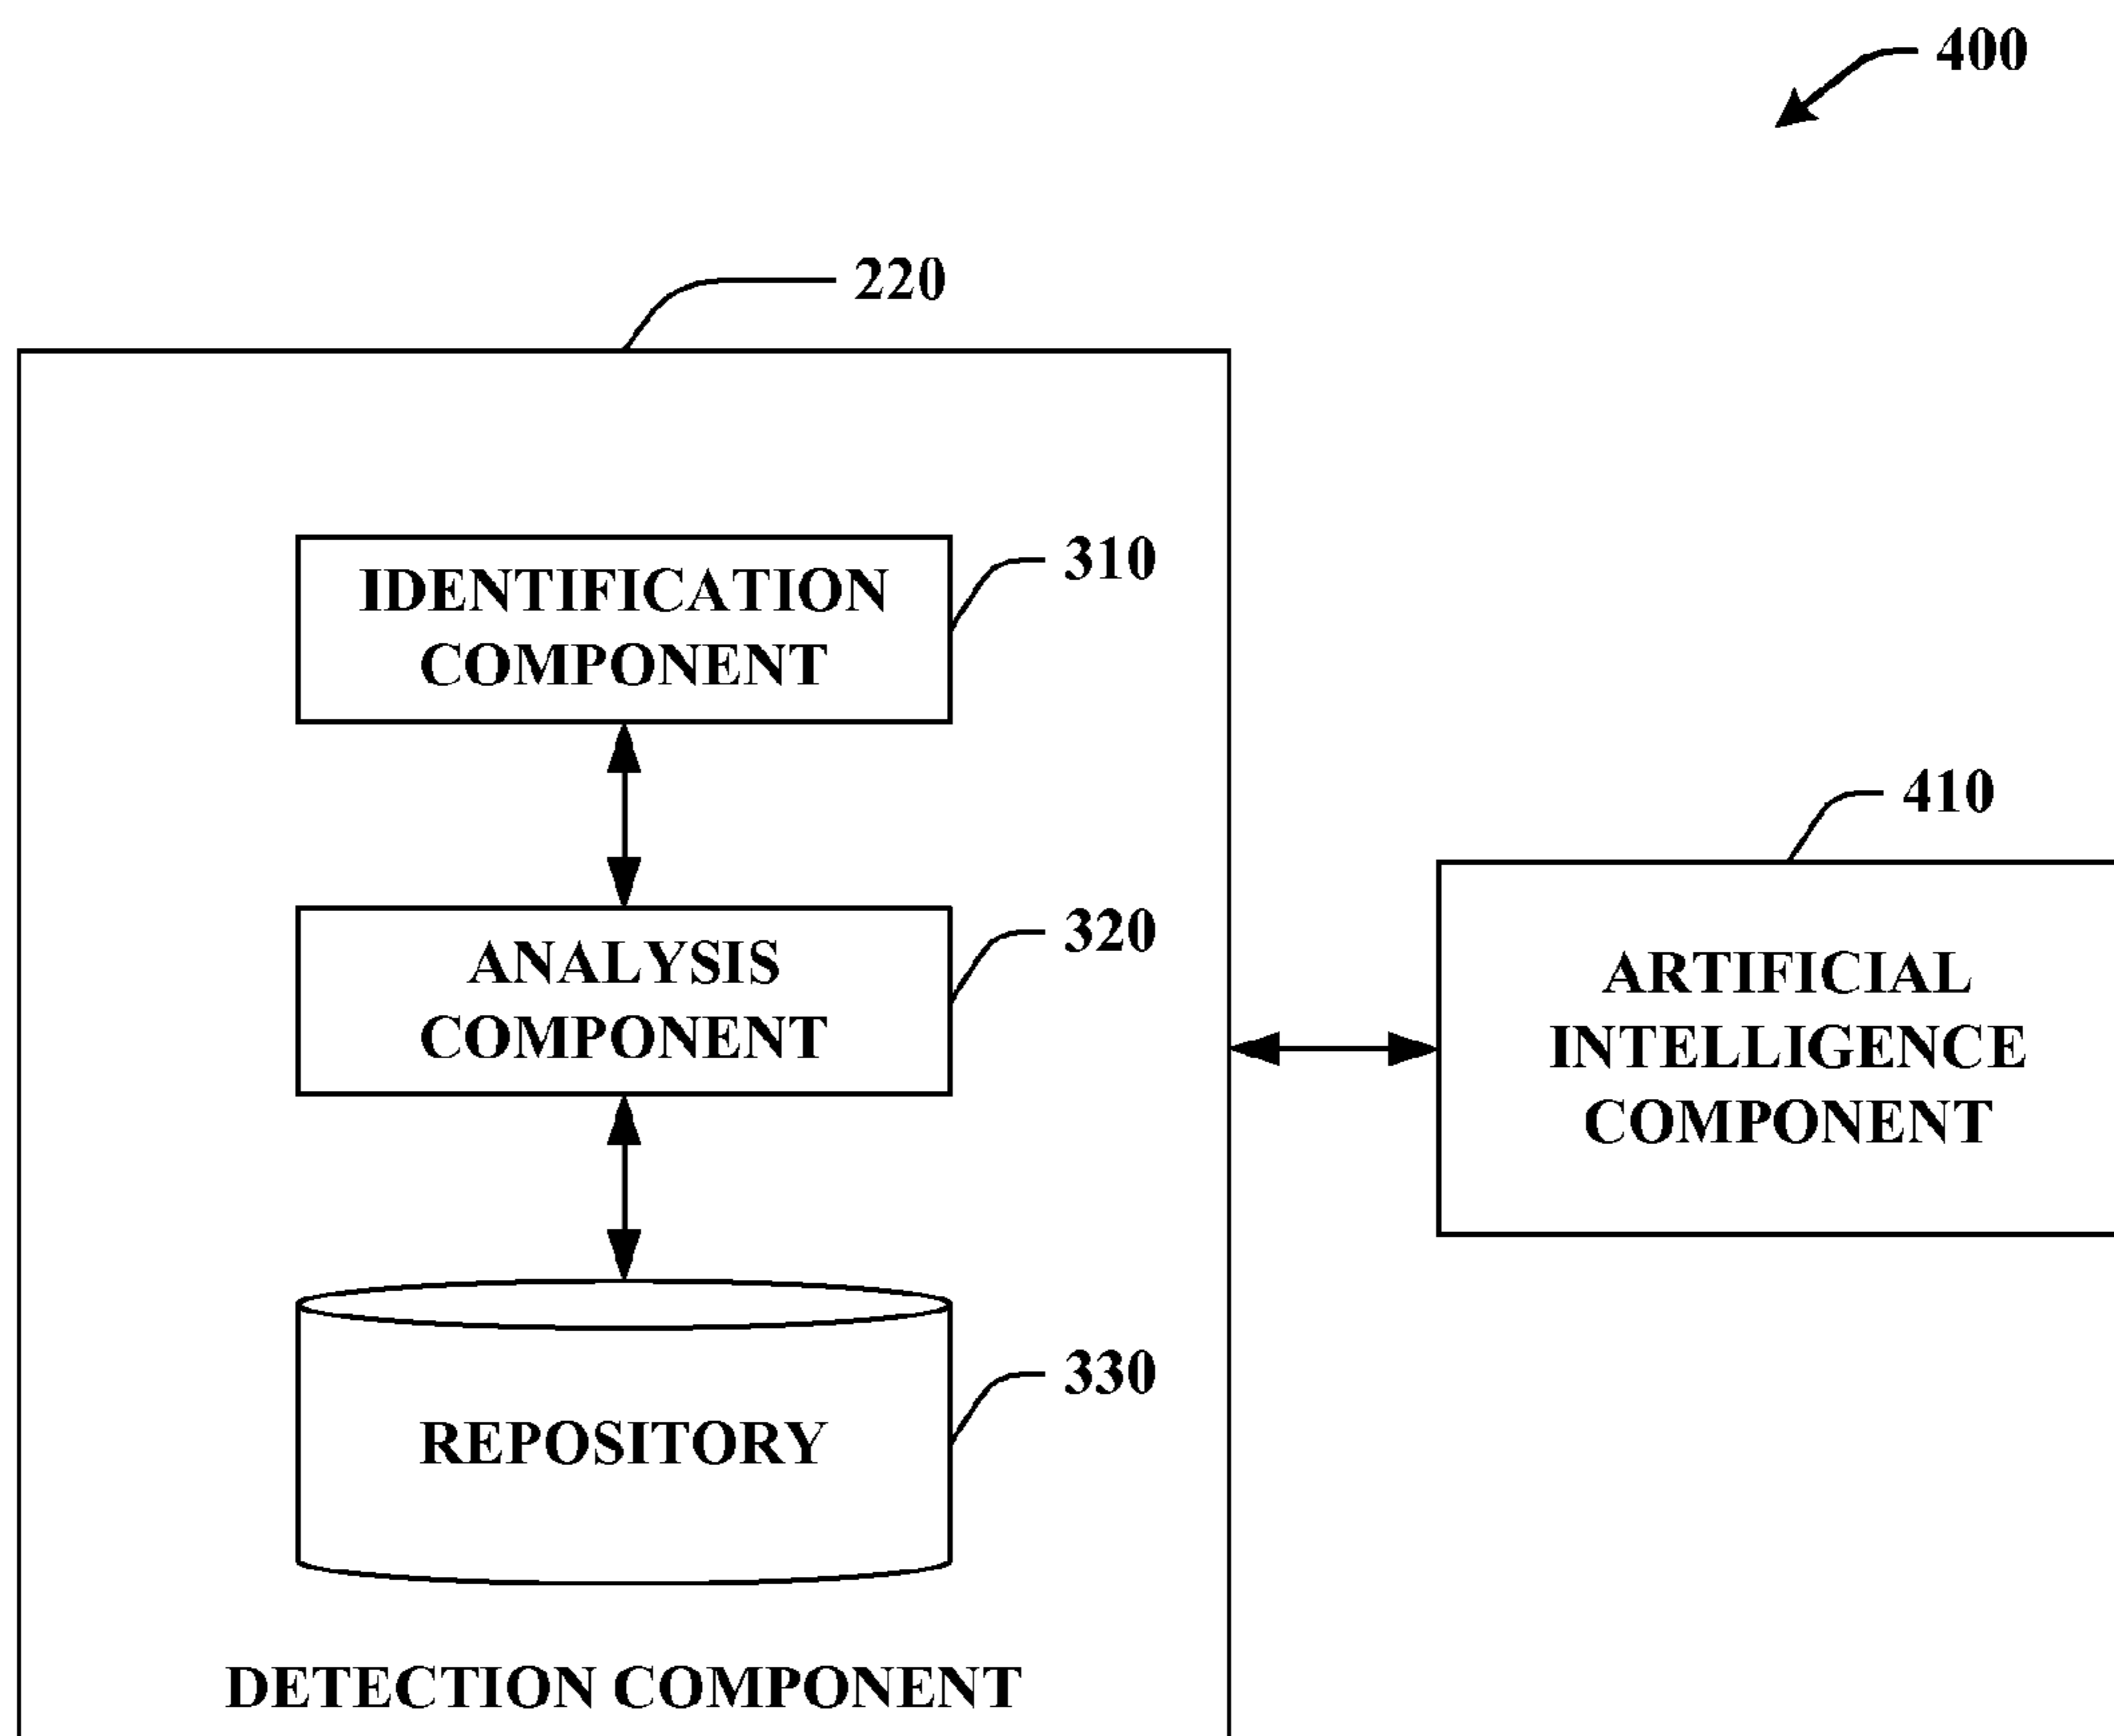 400
220
IDENTIFICATION
COMPONENT
310
ANALYSIS
COMPONENT
320
410
ARTIFICIAL
INTELLIGENCE
COMPONENT
REPOSITORY
330
DETECTION COMPONENT